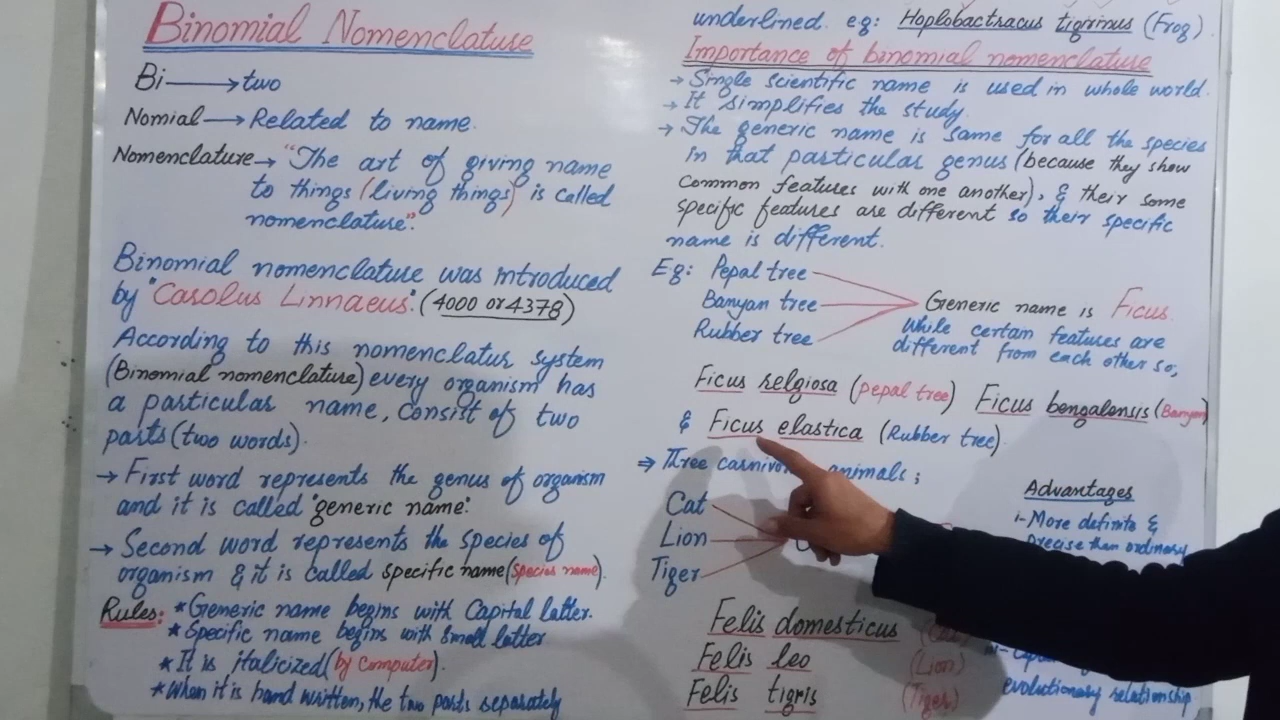 Binomial Nomenclature
Bi → two
Nomial → Related to name.
Nomenclature → "The art of giving name
to things (living things) is called
nomenclature".
Binomial nomenclature was introduced
by "Carolus Linnaeus". (4000 or 4378)
According to this nomenclatur system
(Binomial nomenclature) every organism has
a particular name, consist of two
parts (two words).
→ First word represents the genus of organism
and it is called "generic name".
→ Second word represents the species of
organism & it is called specific name (Species name).
Rules: * Generic name begins with Capital latter.
* Specific name begins with small latter
* It is italicized (by computer).
* When it is hand written, the two parts separately
underlined. eg: Hoplobactracus tigrinus (Frog).
Importance of binomial nomenclature
→ Single scientific name is used in whole world.
→ It simplifies the study.
→ The generic name is same for all the species
in that particular genus (because they show
common features with one another), & their some
specific features are different so their specific
name is different.
Eg: Pepal tree
Banyan tree
Rubber tree
Generic name is Ficus.
While certain features are
different from each other so,
Ficus relgiosa (pepal tree) Ficus bengalensis (Banyan)
& Ficus elastica (Rubber tree).
⇒ Three animals;
Cat
Lion
Tiger
Felis domesticus
Felis leo (Lion)
Felis tigris (Tiger)
Advantages
i- More definite &
Precise than ordinary
evolutionary relationship